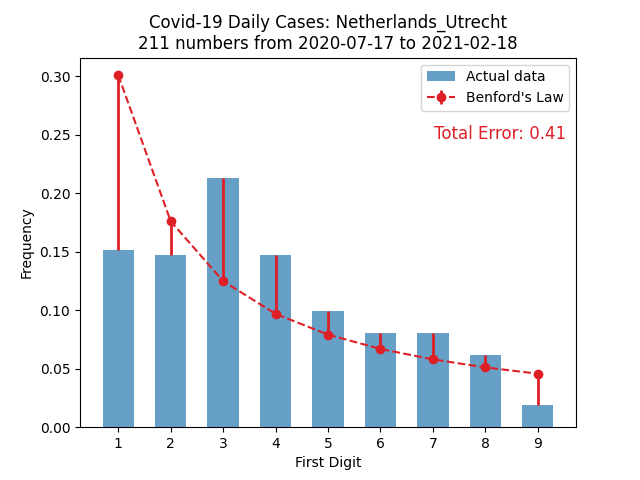 Covid-19 Daily Cases: Netherlands_Utrecht
211 numbers from 2020-07-17 to 2021-02-18
Actual data
Benford's Law
Total Error: 0.41
Frequency
0.30
0.25
0.20
0.15
0.10
0.05
0.00
1 2 3 4 5 6 7 8 9
First Digit